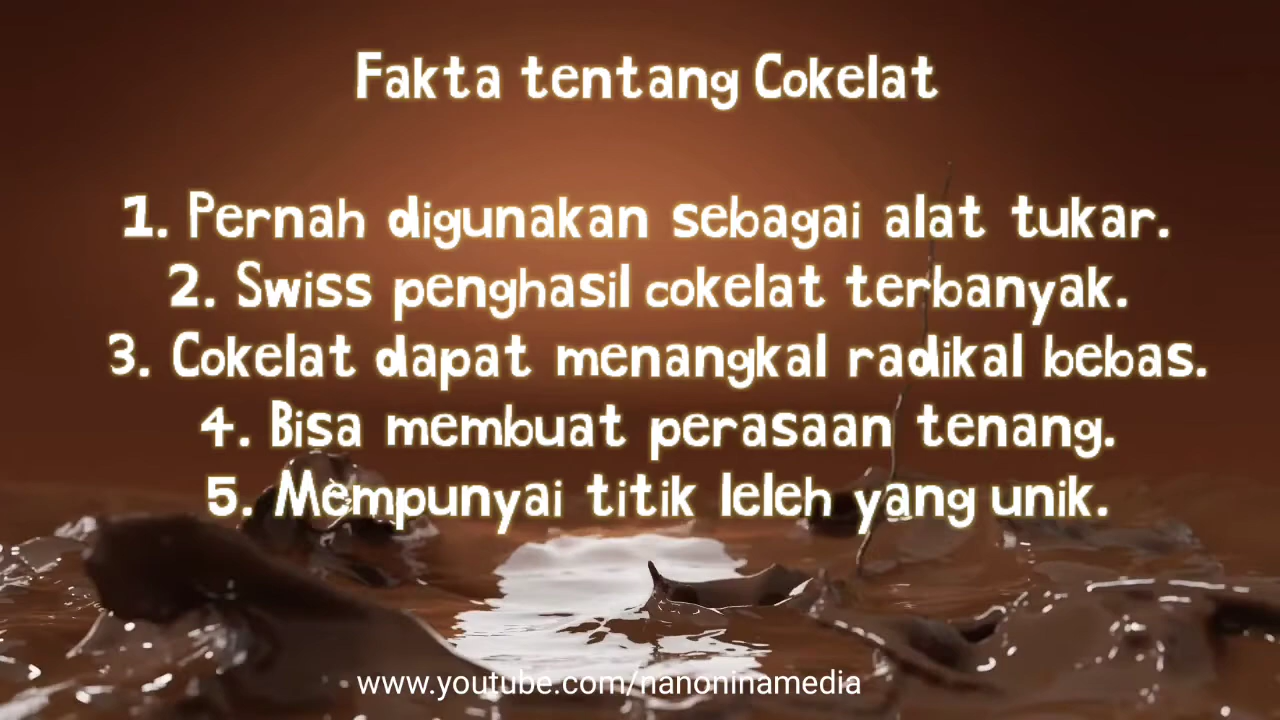 Fakta tentang Cokelat
1. Pernah digunakan sebagai alat tukar.
2. Swiss penghasil cokelat terbanyak.
3. Cokelat dapat menangkal radikal bebas.
4. Bisa membuat perasaan tenang.
5. Mempunyai titik leleh yang unik.
www.youtube.com/nanoninamedia